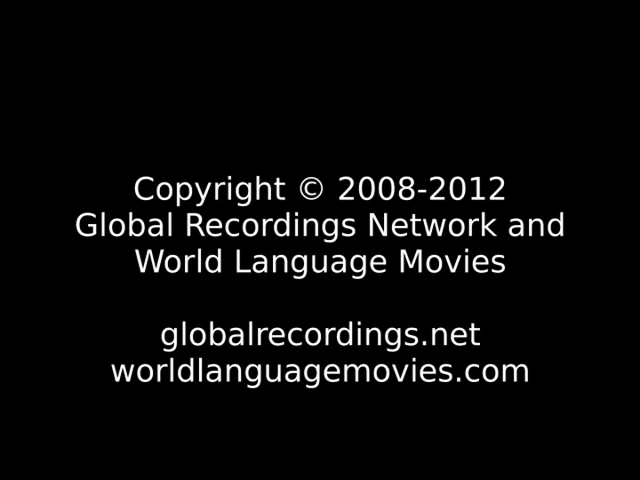 Copyright © 2008-2012
Global Recordings Network and
World Language Movies
globalrecordings.net
worldlanguagemovies.com